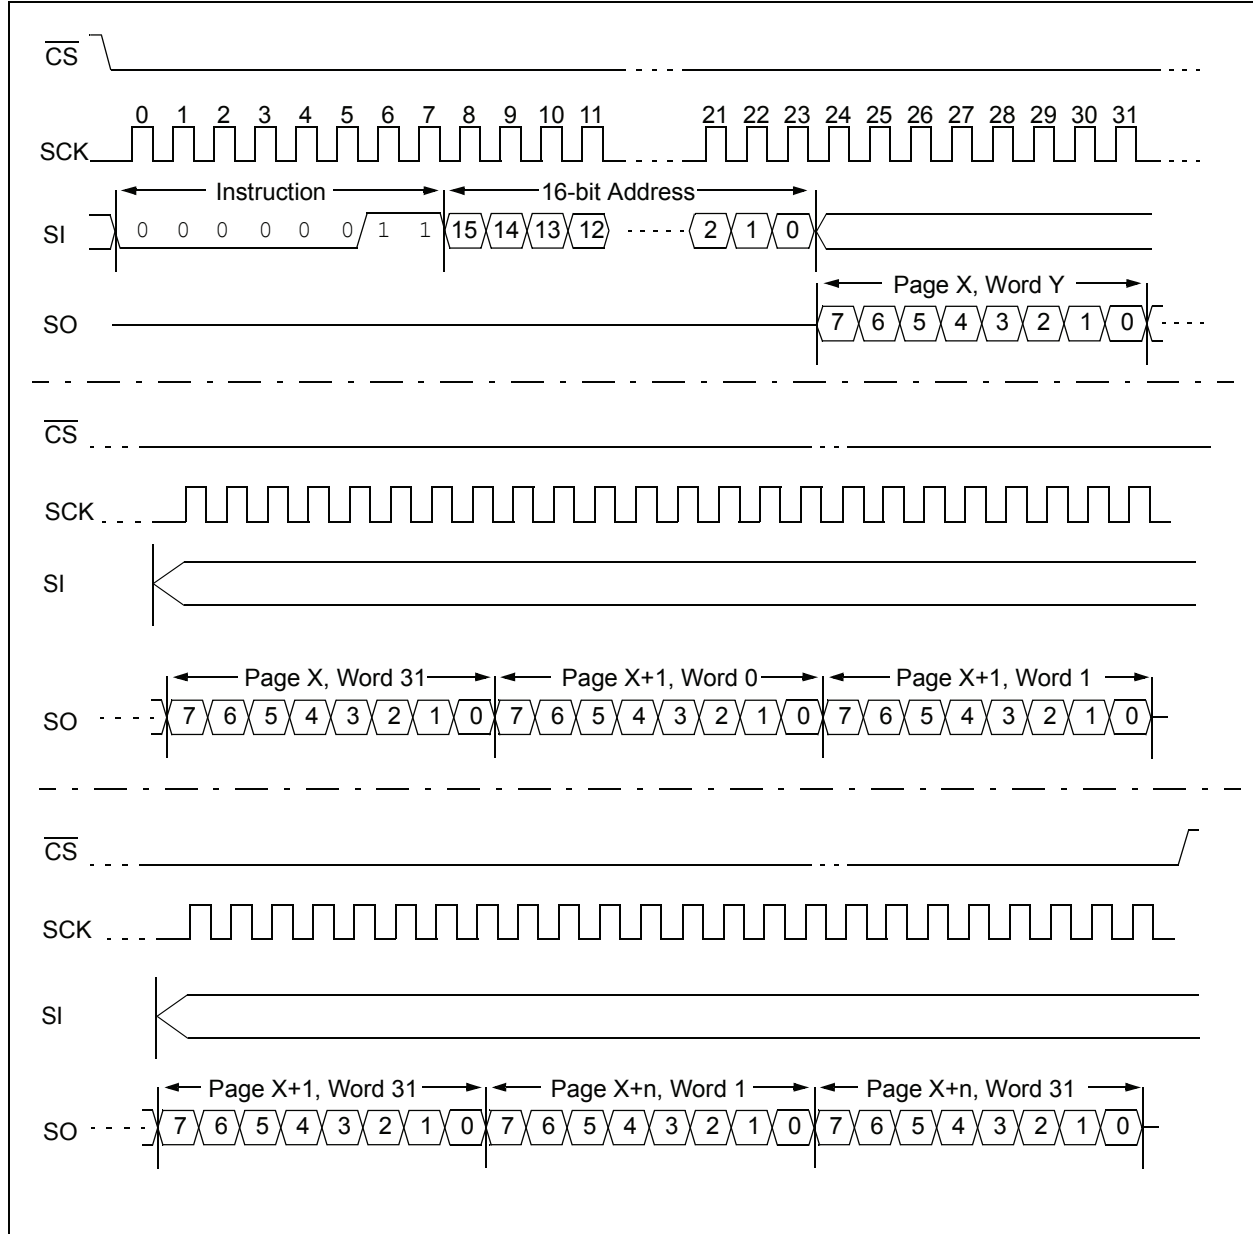 CS
0 1 2 3 4 5 6 7 8 9 10 11 21 22 23 24 25 26 27 28 29 30 31
SCK
Instruction 16-bit Address
SI 0 0 0 0 0 0 1 1 15 14 13 12 2 1 0
Page X, Word Y
SO 7 6 5 4 3 2 1 0
CS
SCK
SI
Page X, Word 31 Page X+1, Word 0 Page X+1, Word 1
SO 7 6 5 4 3 2 1 0 7 6 5 4 3 2 1 0 7 6 5 4 3 2 1 0
CS
SCK
SI
Page X+1, Word 31 Page X+n, Word 1 Page X+n, Word 31
SO 7 6 5 4 3 2 1 0 7 6 5 4 3 2 1 0 7 6 5 4 3 2 1 0